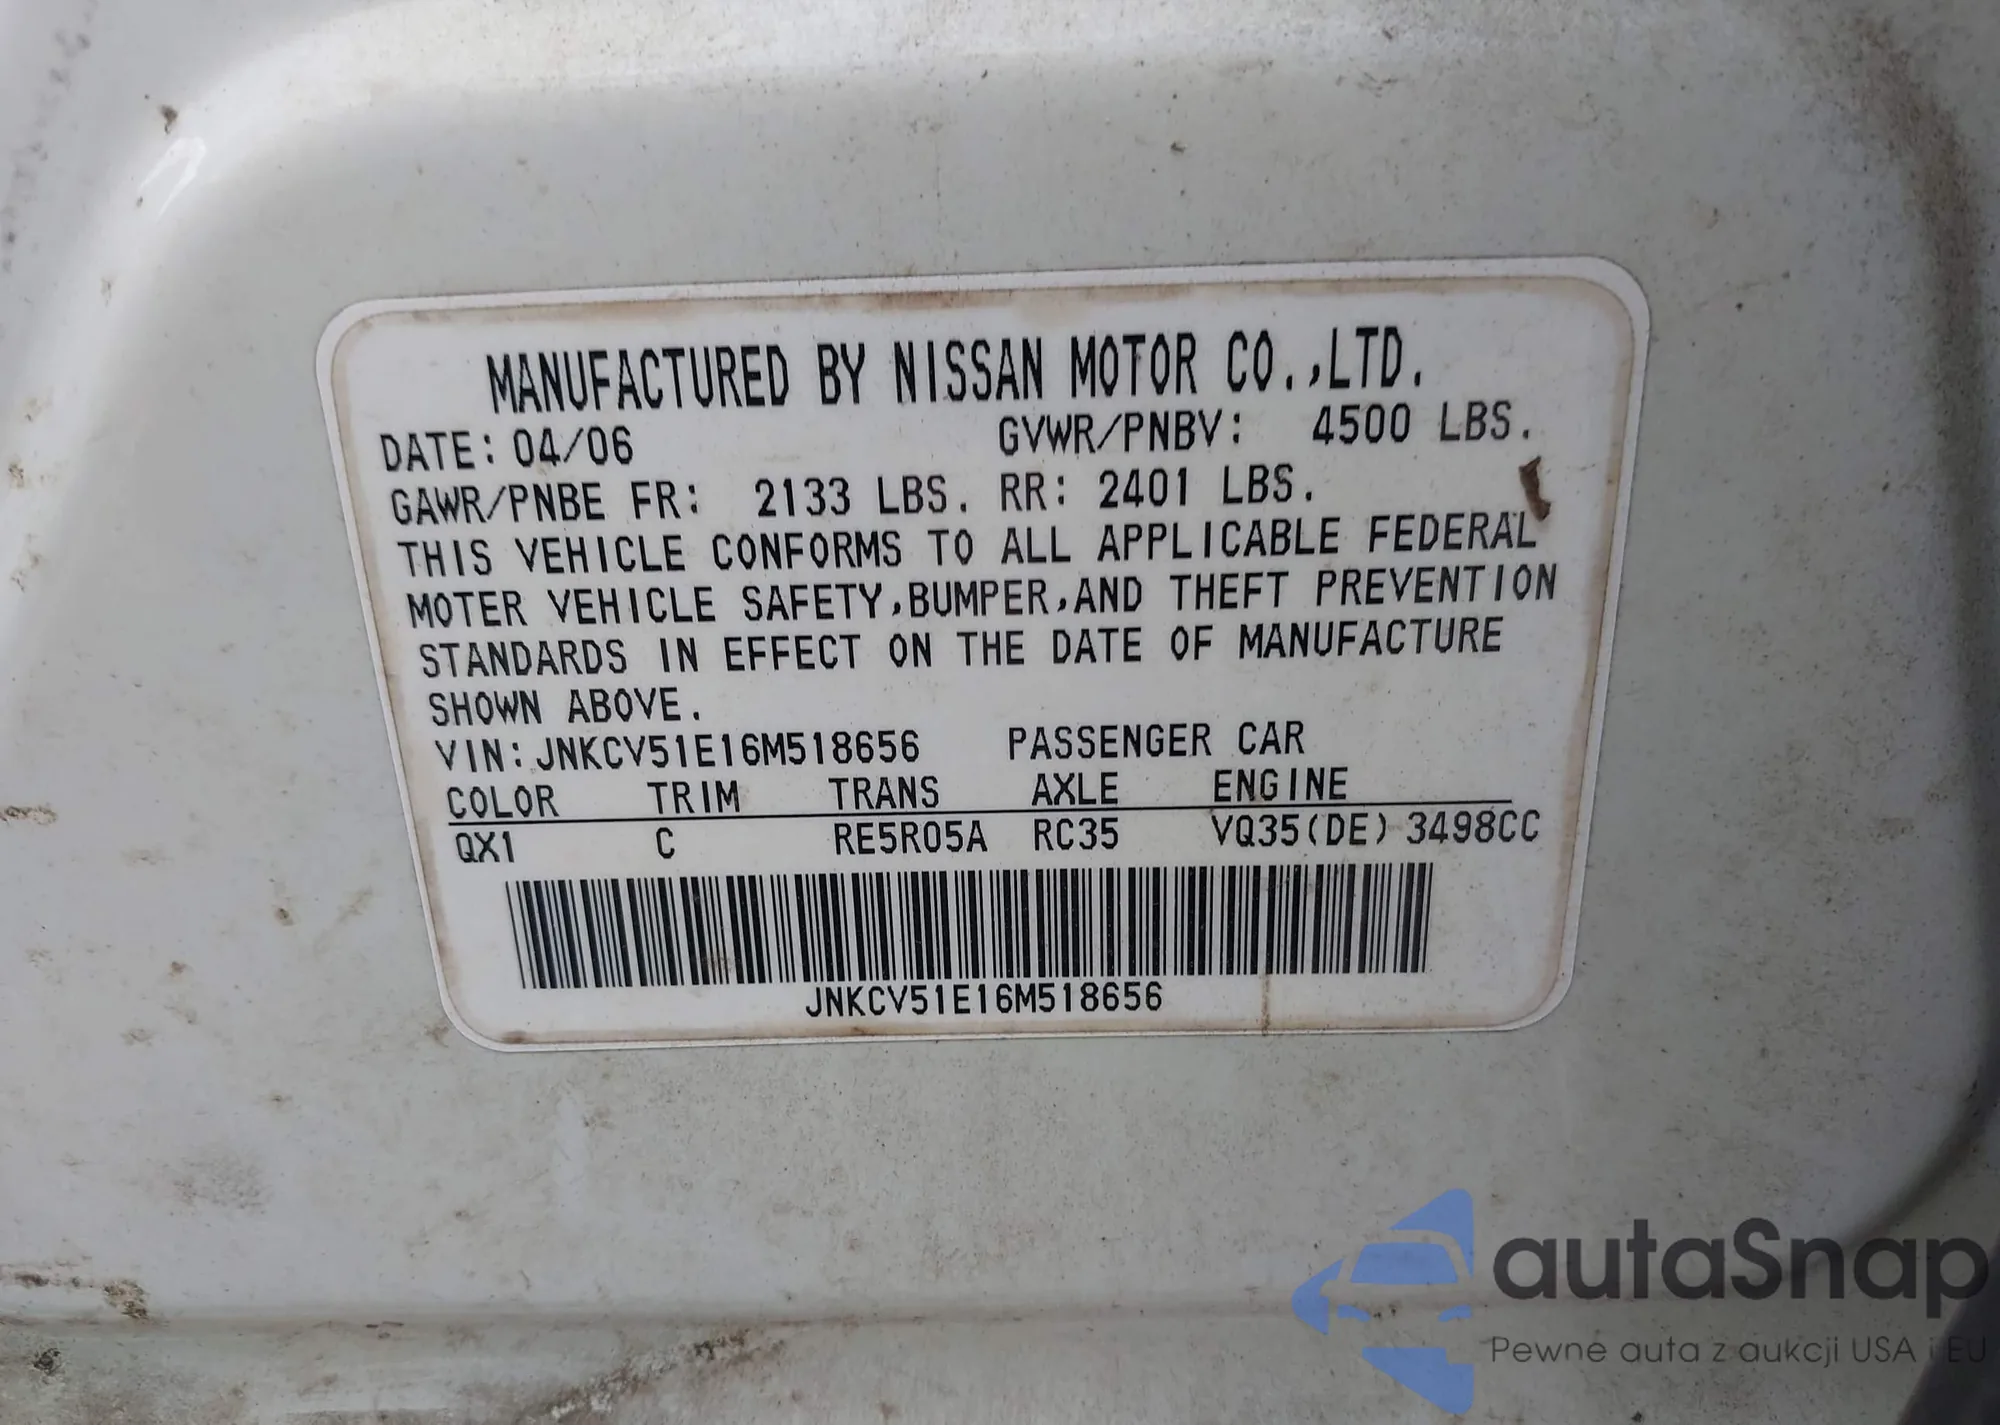 MANUFACTURED BY NISSAN MOTOR CO.,LTD.
DATE: 04/06 GVWR/PNBV: 4500 LBS.
GAWR/PNBE FR: 2133 LBS. RR: 2401 LBS.
THIS VEHICLE CONFORMS TO ALL APPLICABLE FEDERAL
MOTER VEHICLE SAFETY,BUMPER,AND THEFT PREVENTION
STANDARDS IN EFFECT ON THE DATE OF MANUFACTURE
SHOWN ABOVE.
VIN:JNKCV51E16M518656 PASSENGER CAR
COLOR TRIM TRANS AXLE ENGINE
QX1 C RE5R05A RC35 VQ35(DE) 3498CC
JNKCV51E16M518656
autaSnap
Pewne auta z aukcji USA i EU